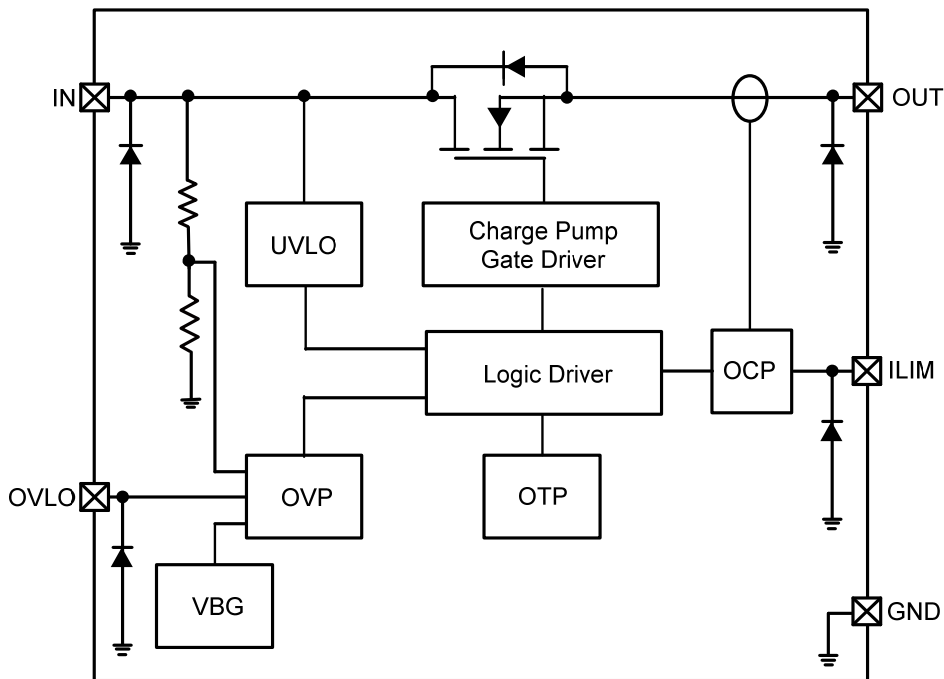 IN
OUT
UVLO
Charge Pump
Gate Driver
Logic Driver
OCP
ILIM
OVLO
OVP
OTP
VBG
GND